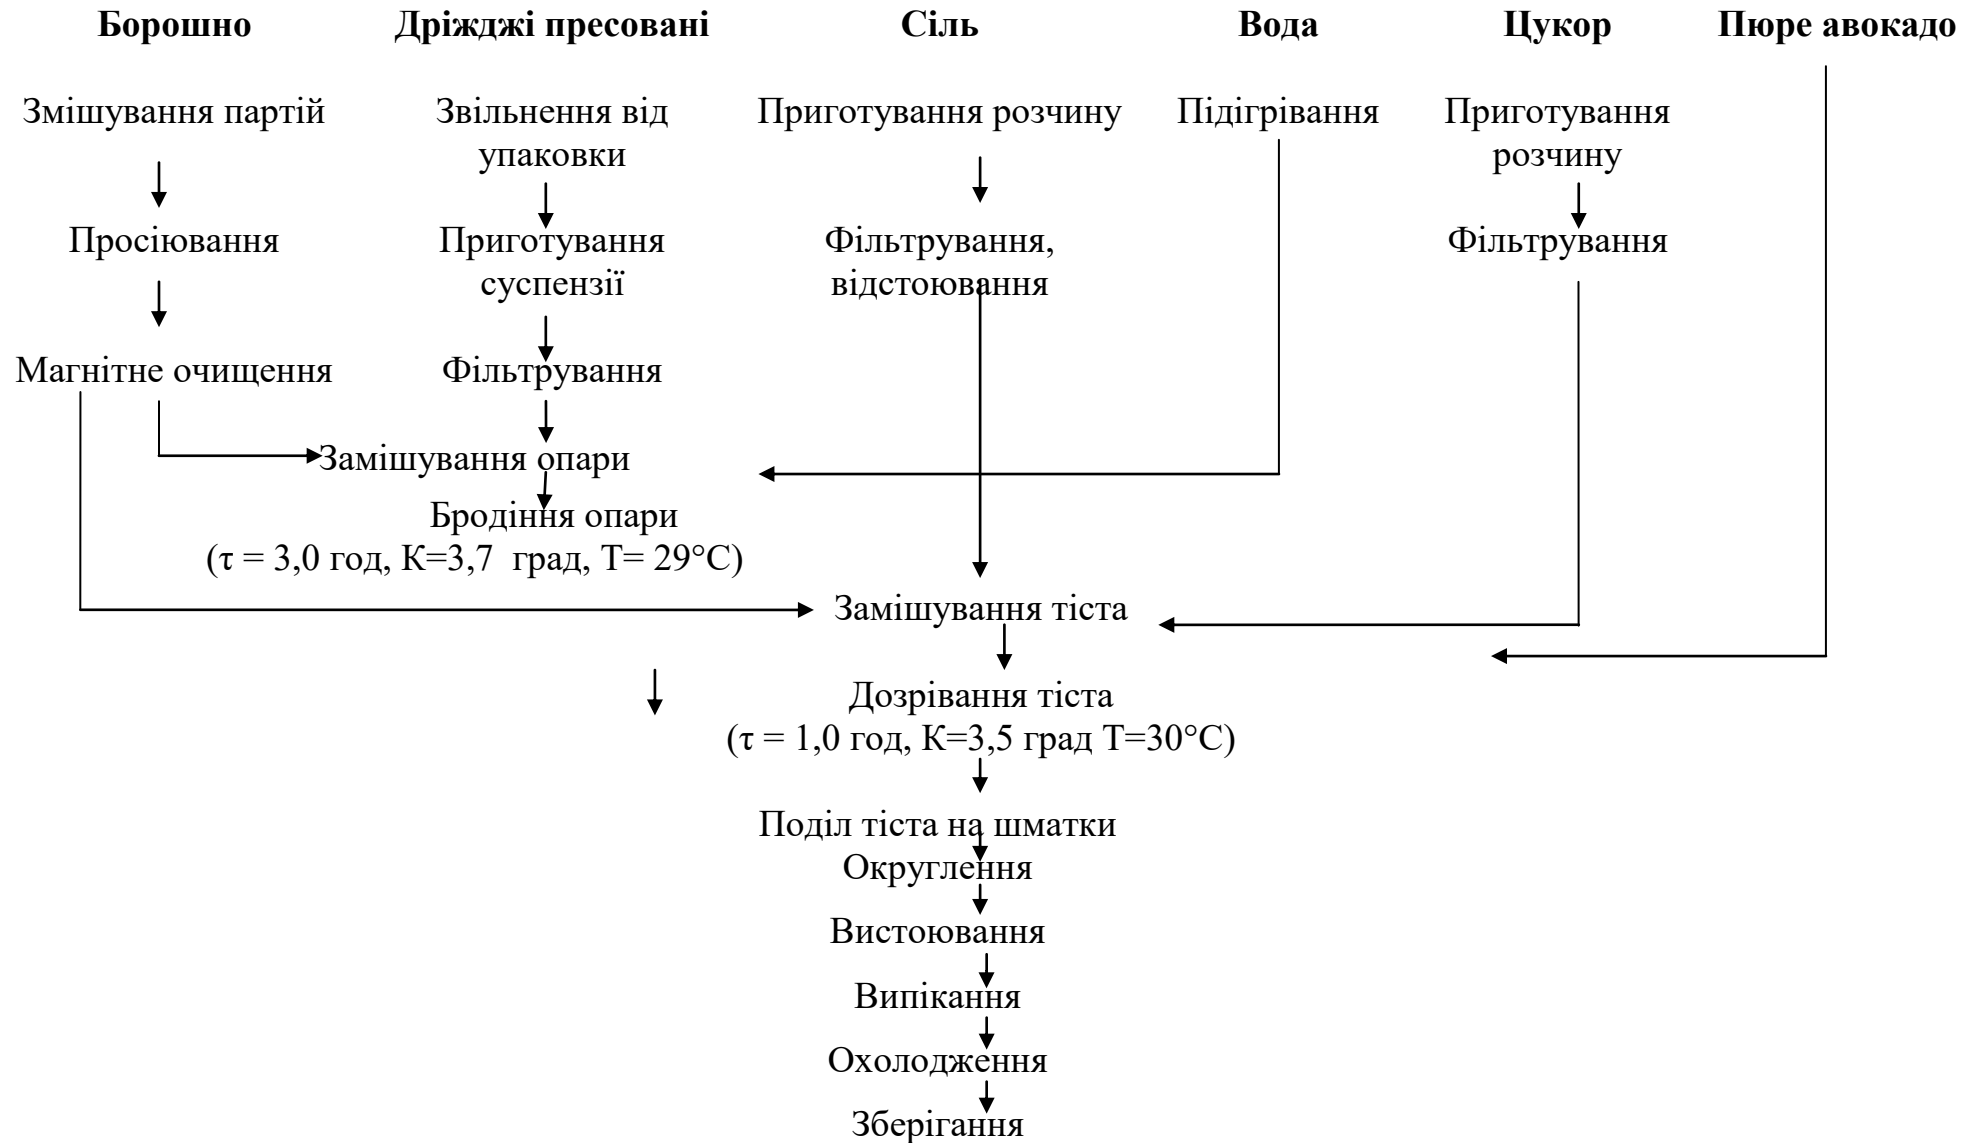 Борошно Дріжджі пресовані Сіль Вода Цукор Пюре авокадо
Змішування партій Звільнення від Приготування розчину Підігрівання Приготування
упаковки розчину
Просіювання Приготування Фільтрування, Фільтрування
суспензії відстоювання
Магнітне очищення Фільтрування
Замішування опари
Бродіння опари
(τ = 3,0 год, К=3,7 град, Т= 29°С)
Замішування тіста
Дозрівання тіста
(τ = 1,0 год, К=3,5 град Т=30°С)
Поділ тіста на шматки
Округлення
Вистоювання
Випікання
Охолодження
Зберігання